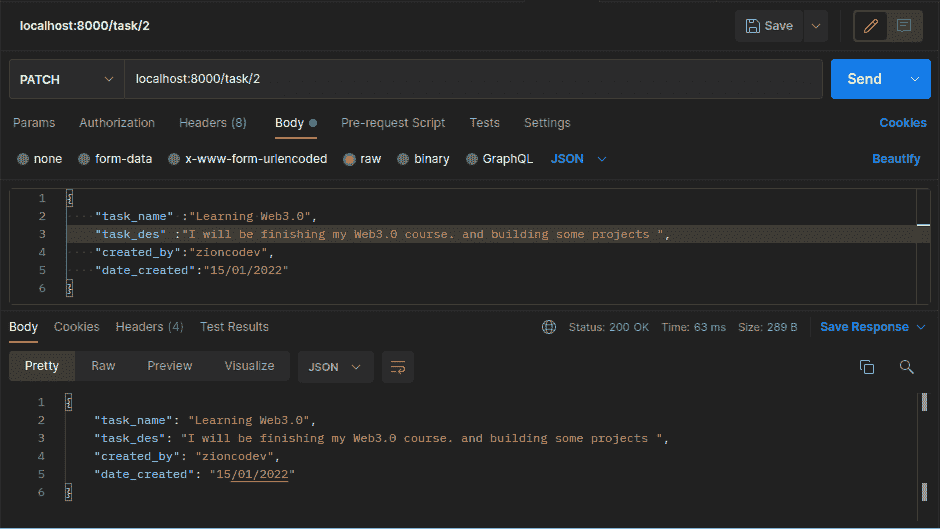 localhost:8000/task/2
Save
PATCH localhost:8000/task/2 Send
Params Authorization Headers (8) Body Pre-request Script Tests Settings Cookies
none form-data x-www-form-urlencoded raw binary GraphQL JSON Beautify
1 {
2 "task_name" :"Learning Web3.0",
3 "task_des" :"I will be finishing my Web3.0 course. and building some projects ",
4 "created_by":"zioncodev",
5 "date_created":"15/01/2022"
6 }
Body Cookies Headers (4) Test Results Status: 200 OK Time: 63 ms Size: 289 B Save Response
Pretty Raw Preview Visualize JSON
1 {
2 "task_name": "Learning Web3.0",
3 "task_des": "I will be finishing my Web3.0 course. and building some projects ",
4 "created_by": "zioncodev",
5 "date_created": "15/01/2022"
6 }